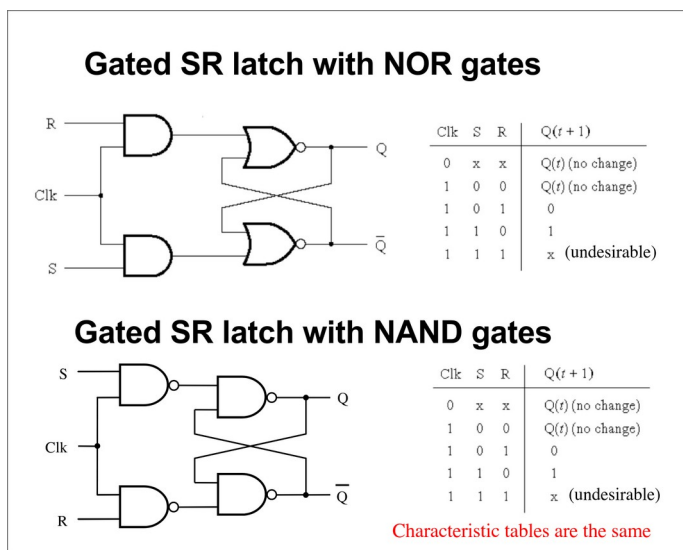 Gated SR latch with NOR gates
R
Clk
S
Q
Q̅
Clk S R Q(t + 1)
0 x x Q(t) (no change)
1 0 0 Q(t) (no change)
1 0 1 0
1 1 0 1
1 1 1 x (undesirable)
Gated SR latch with NAND gates
S
Clk
R
Q
Q̅
Clk S R Q(t + 1)
0 x x Q(t) (no change)
1 0 0 Q(t) (no change)
1 0 1 0
1 1 0 1
1 1 1 x (undesirable)
Characteristic tables are the same